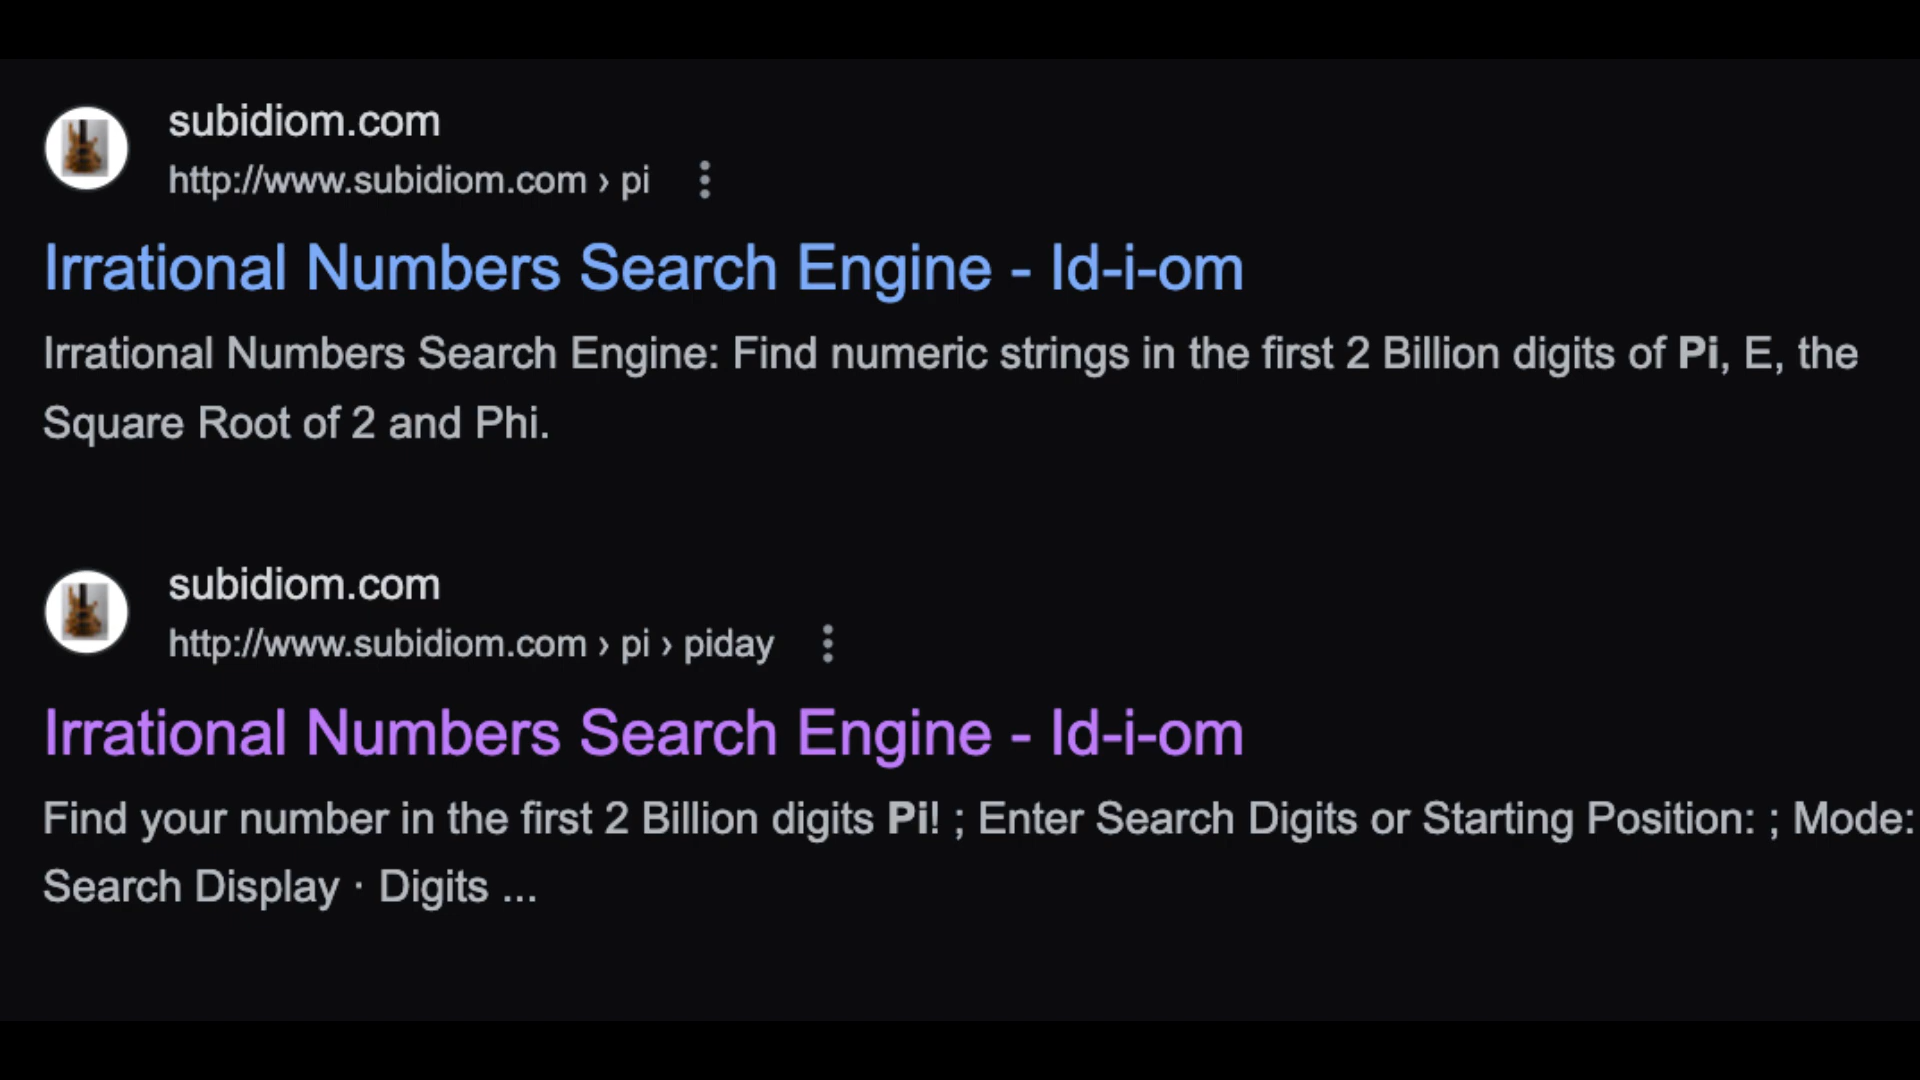 subidiom.com
http://www.subidiom.com › pi
Irrational Numbers Search Engine - Id-i-om
Irrational Numbers Search Engine: Find numeric strings in the first 2 Billion digits of Pi, E, the
Square Root of 2 and Phi.
subidiom.com
http://www.subidiom.com › pi › piday
Irrational Numbers Search Engine - Id-i-om
Find your number in the first 2 Billion digits Pi! ; Enter Search Digits or Starting Position: ; Mode:
Search Display · Digits ...